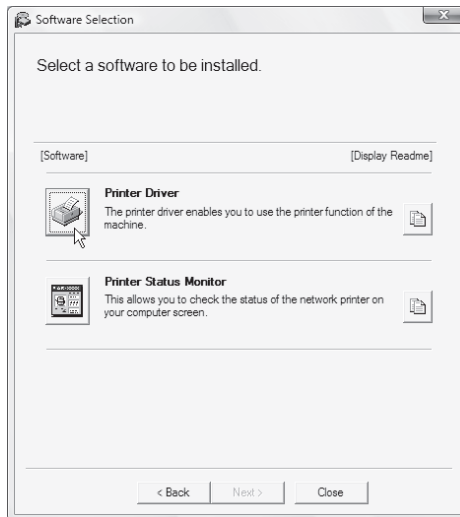 Software Selection
Select a software to be installed.
[Software] [Display Readme]
Printer Driver
The printer driver enables you to use the printer function of the
machine.
Printer Status Monitor
This allows you to check the status of the network printer on
your computer screen.
< Back Next > Close